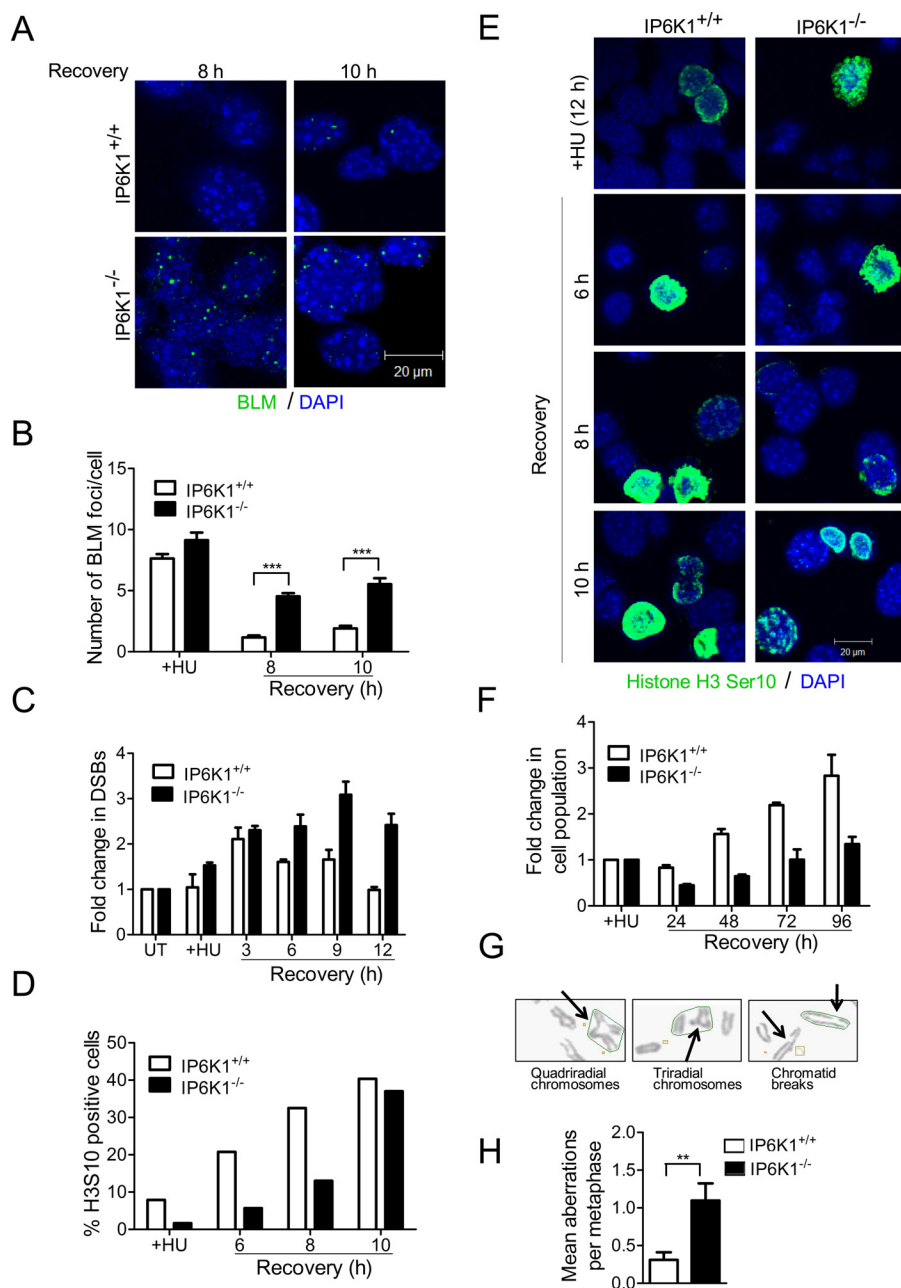 A
Recovery 8 h 10 h
IP6K1+/+
IP6K1-/-
20 µm
BLM / DAPI
B
Number of BLM foci/cell
15
10
5
0
IP6K1+/+
IP6K1-/-
***
***
+HU 8 10
Recovery (h)
C
Fold change in DSBs
4
3
2
1
0
IP6K1+/+
IP6K1-/-
UT +HU 3 6 9 12
Recovery (h)
D
% H3S10 positive cells
50
40
30
20
10
0
IP6K1+/+
IP6K1-/-
+HU 6 8 10
Recovery (h)
E
IP6K1+/+ IP6K1-/-
+HU (12 h)
Recovery
6 h
8 h
10 h
20 µm
Histone H3 Ser10 / DAPI
F
Fold change in
cell population
4
3
2
1
0
IP6K1+/+
IP6K1-/-
+HU 24 48 72 96
Recovery (h)
G
Quadriradial
chromosomes
Triradial
chromosomes
Chromatid
breaks
H
Mean aberrations
per metaphase
2.0
1.5
1.0
0.5
0.0
IP6K1+/+
IP6K1-/-
**